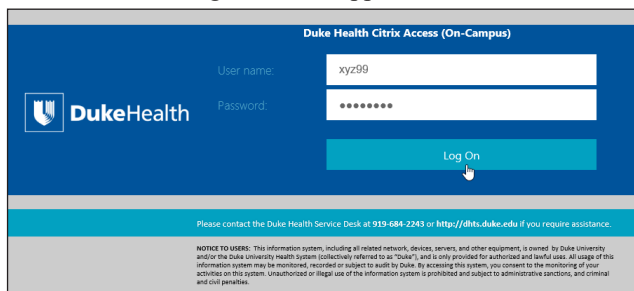 Duke Health Citrix Access (On-Campus)
User name:
xyz99
DukeHealth
Password:
••••••••
Log On
Please contact the Duke Health Service Desk at 919-684-2243 or http://dhts.duke.edu if you require assistance.
NOTICE TO USERS: This information system, including all related network, devices, servers, and other equipment, is owned by Duke University
and/or the Duke University Health System (collectively referred to as "Duke"), and is only provided for authorized and lawful uses. All usage of this
information system may be monitored, recorded or subject to audit by Duke. By accessing this system, you consent to the monitoring of your
activities on this system. Unauthorized or illegal use of the information system is prohibited and subject to administrative sanctions, and criminal
and civil penalties.